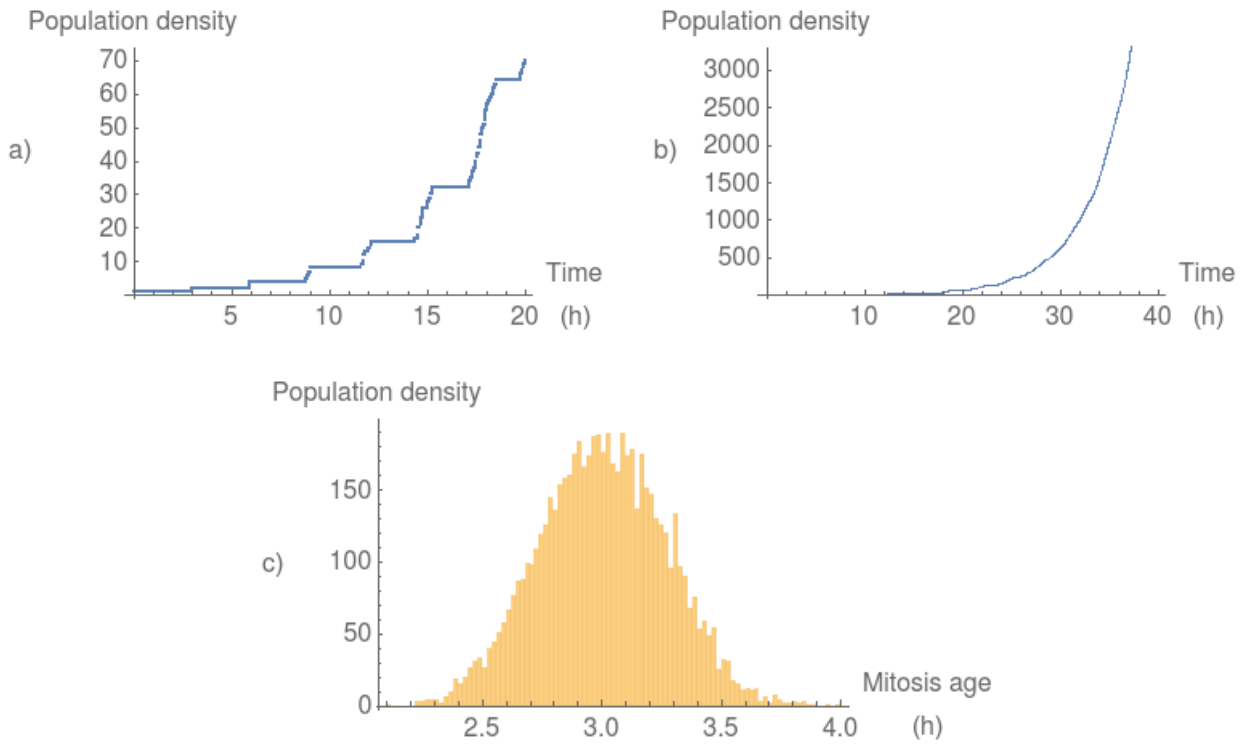 Population density
70
60
50
40
30
20
10
a)
Time
5 10 15 20 (h)
Population density
3000
2500
2000
1500
1000
500
b)
Time
10 20 30 40 (h)
Population density
150
100
50
0
c)
Mitosis age
2.5 3.0 3.5 4.0 (h)